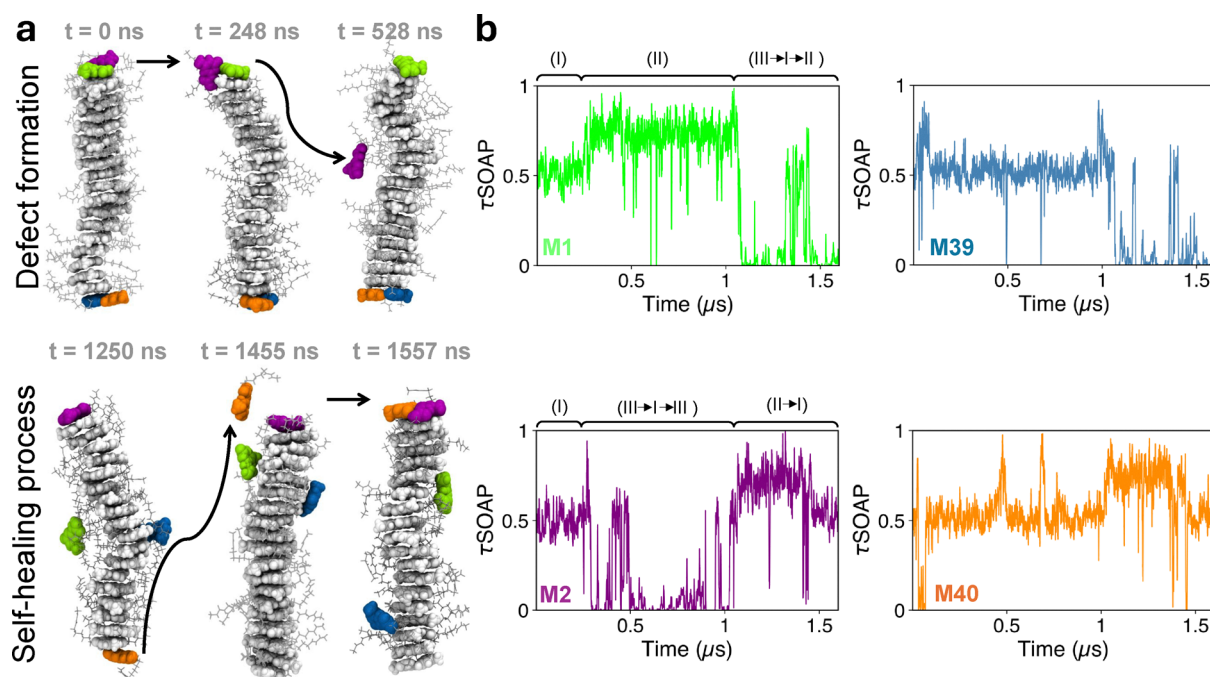 a
t = 0 ns
t = 248 ns
t = 528 ns
Defect formation
t = 1250 ns
t = 1455 ns
t = 1557 ns
Self-healing process
b
(I)
(II)
(III→I→II )
1
0.5
0
τSOAP
M1
0.5
1
1.5
Time (μs)
1
0.5
0
τSOAP
M39
0.5
1
1.5
Time (μs)
(I)
(III→I→III )
(II→I)
1
0.5
0
τSOAP
M2
0.5
1
1.5
Time (μs)
1
0.5
0
τSOAP
M40
0.5
1
1.5
Time (μs)